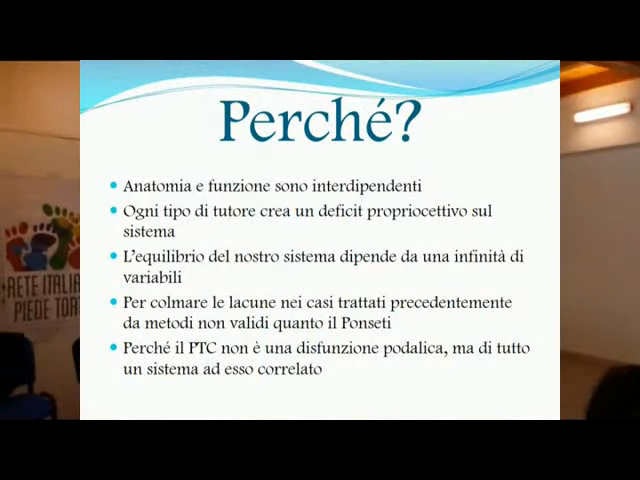 Perché?
Anatomia e funzione sono interdipendenti
Ogni tipo di tutore crea un deficit propriocettivo sul
sistema
L'equilibrio del nostro sistema dipende da una infinità di
variabili
Per colmare le lacune nei casi trattati precedentemente
da metodi non validi quanto il Ponseti
Perché il PTC non è una disfunzione podalica, ma di tutto
un sistema ad esso correlato
RETE ITALIA
PIEDE TORT